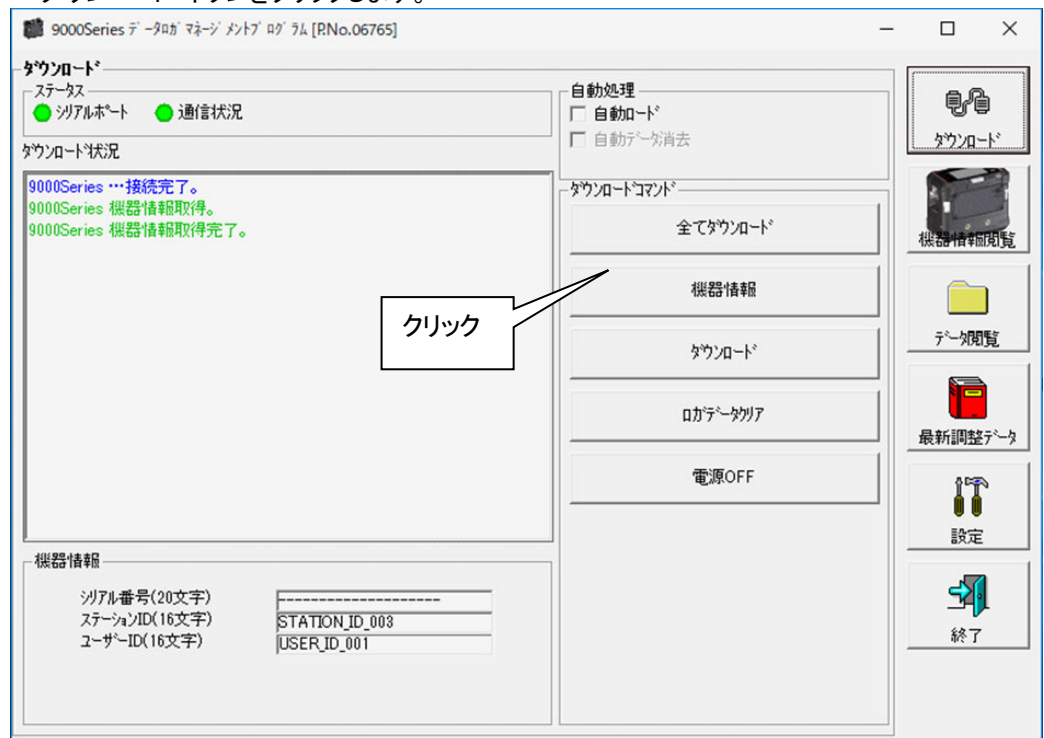 9000Series ﾃﾞｰﾀﾛｶﾞ ﾏﾈｰｼﾞﾒﾝﾄﾌﾟﾛｸﾞﾗﾑ [P.No.06765]
ﾀﾞｳﾝﾛｰﾄﾞ
ｽﾃｰﾀｽ
ｼﾘｱﾙﾎﾟｰﾄ 通信状況
ﾀﾞｳﾝﾛｰﾄﾞ状況
9000Series …接続完了。
9000Series 機器情報取得。
9000Series 機器情報取得完了。
クリック
自動処理
自動ﾛｰﾄﾞ
自動ﾃﾞｰﾀ消去
ﾀﾞｳﾝﾛｰﾄﾞｺﾏﾝﾄﾞ
全てﾀﾞｳﾝﾛｰﾄﾞ
機器情報
ﾀﾞｳﾝﾛｰﾄﾞ
ﾛｶﾞﾃﾞｰﾀｸﾘｱ
電源OFF
機器情報
ｼﾘｱﾙ番号(20文字) --------------------
ｽﾃｰｼｮﾝID(16文字) STATION_ID_003
ﾕｰｻﾞｰID(16文字) USER_ID_001
ﾀﾞｳﾝﾛｰﾄﾞ
機器情報閲覧
ﾃﾞｰﾀ閲覧
最新調整ﾃﾞｰﾀ
設定
終了